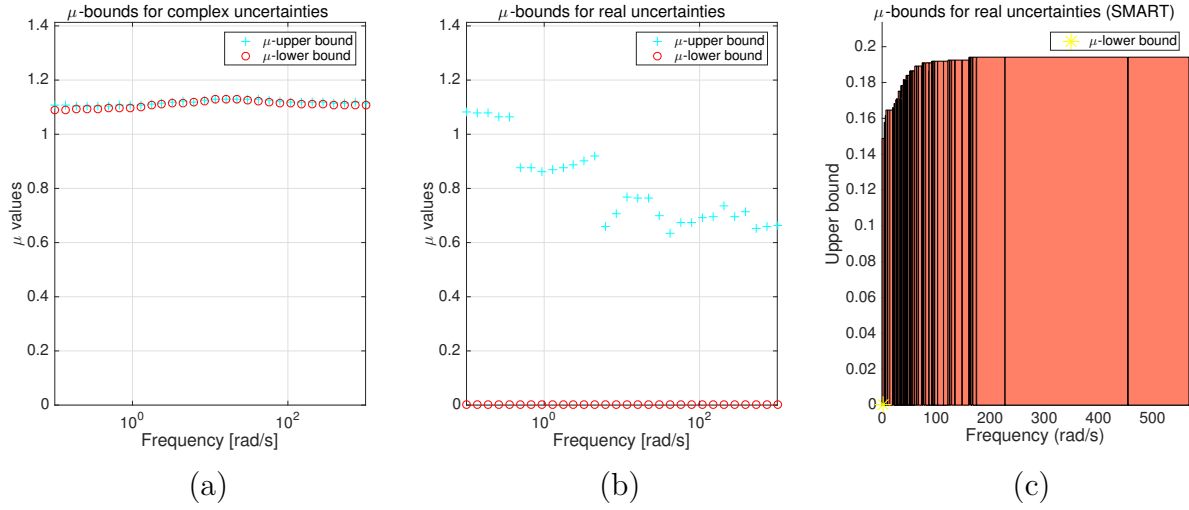 μ-bounds for complex uncertainties
μ-upper bound
μ-lower bound
1.4
1.2
1
0.8
0.6
0.4
0.2
0
μ values
10^0
10^2
Frequency [rad/s]
(a)
μ-bounds for real uncertainties
μ-upper bound
μ-lower bound
1.4
1.2
1
0.8
0.6
0.4
0.2
0
μ values
10^0
10^2
Frequency [rad/s]
(b)
μ-bounds for real uncertainties (SMART)
μ-lower bound
0.2
0.18
0.16
0.14
0.12
0.1
0.08
0.06
0.04
0.02
0
Upper bound
0 100 200 300 400 500
Frequency (rad/s)
(c)